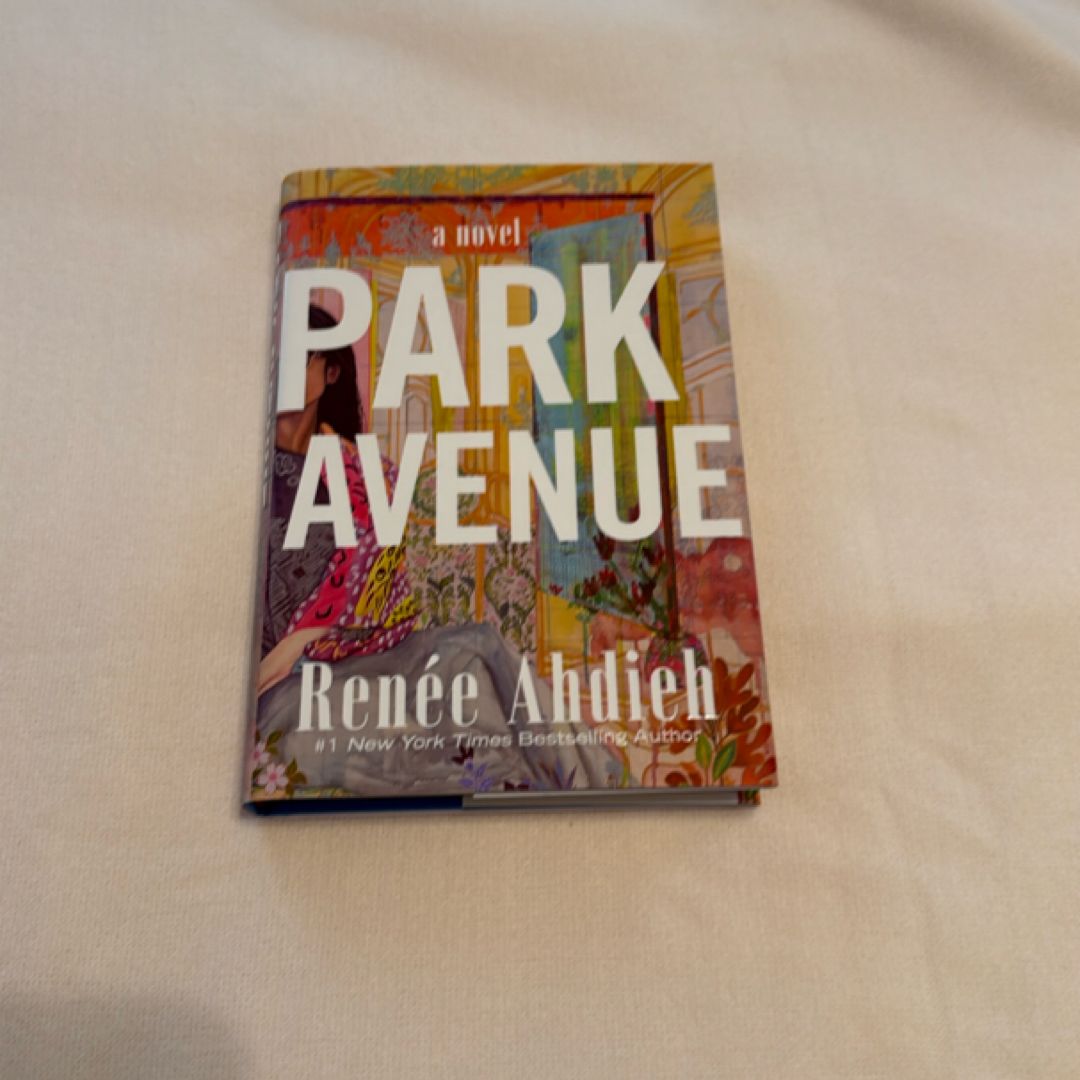 a novel
PARK
AVENUE
Renée Ahdieh
#1 New York Times Bestselling Author